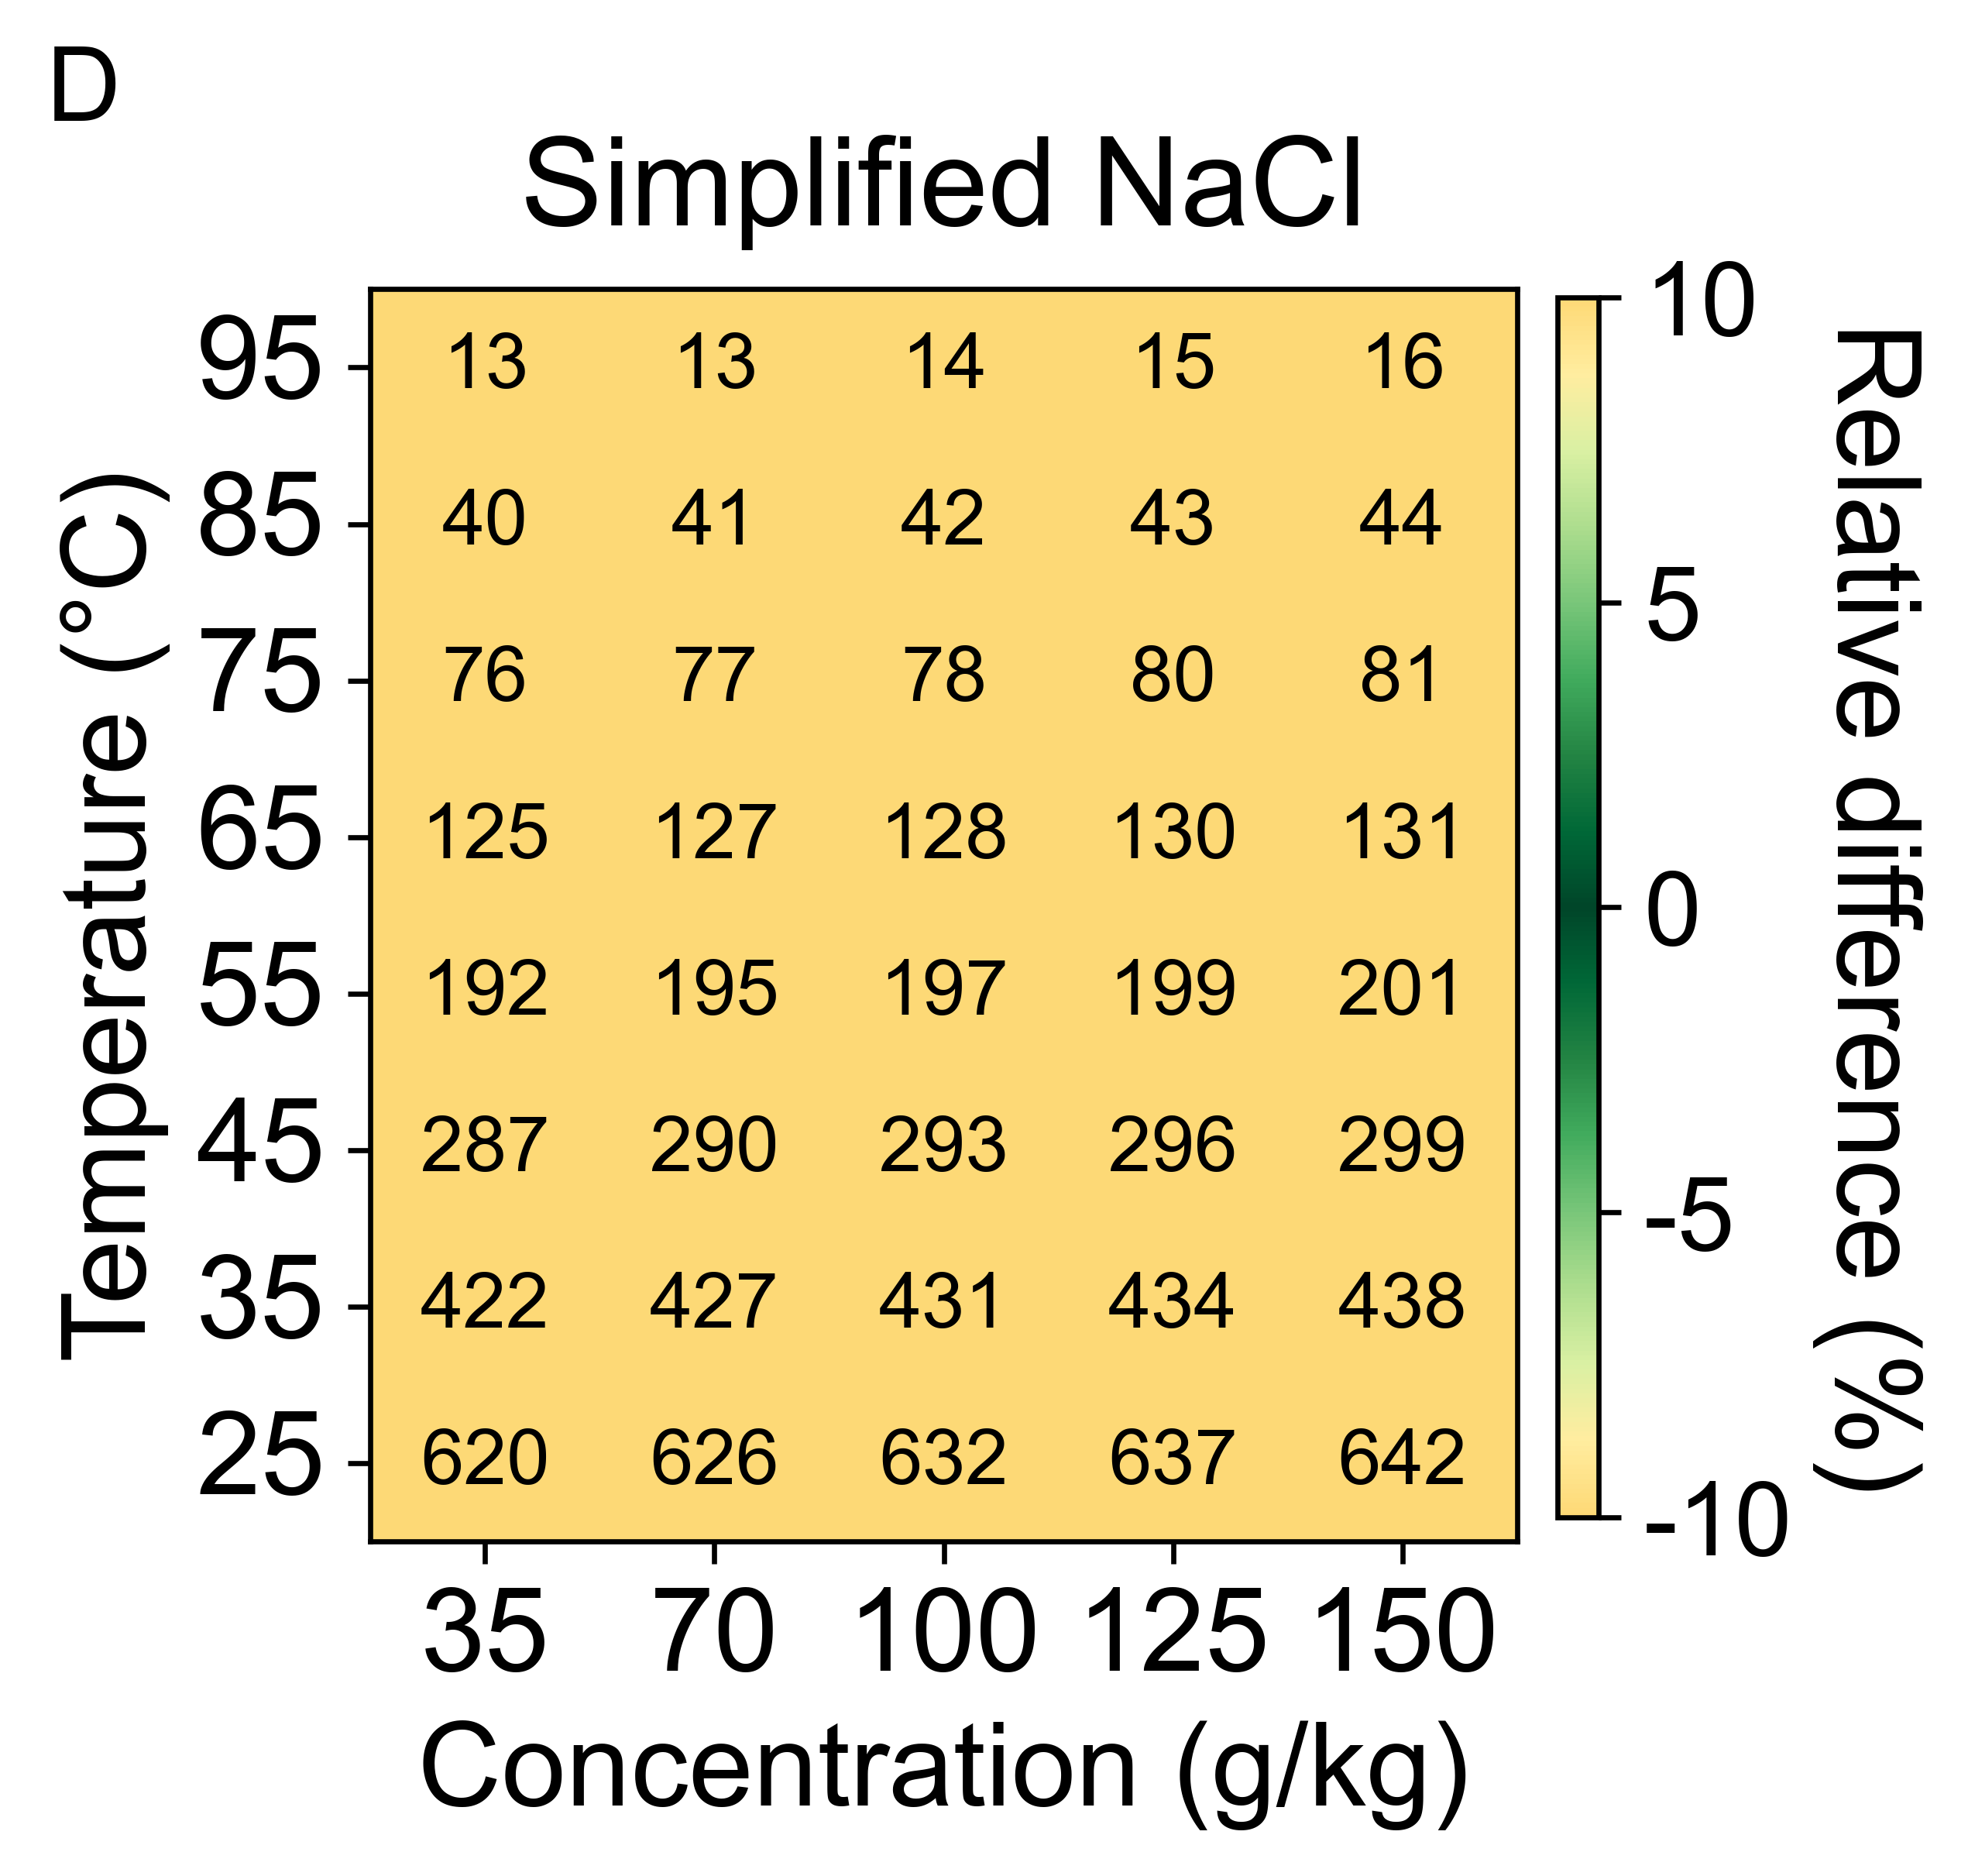 D
Simplified NaCl
95 13 13 14 15 16
85 40 41 42 43 44
75 76 77 78 80 81
65 125 127 128 130 131
55 192 195 197 199 201
45 287 290 293 296 299
35 422 427 431 434 438
25 620 626 632 637 642
35 70 100 125 150
Concentration (g/kg)
Temperature (°C)
10
5
0
-5
-10
Relative difference (%)